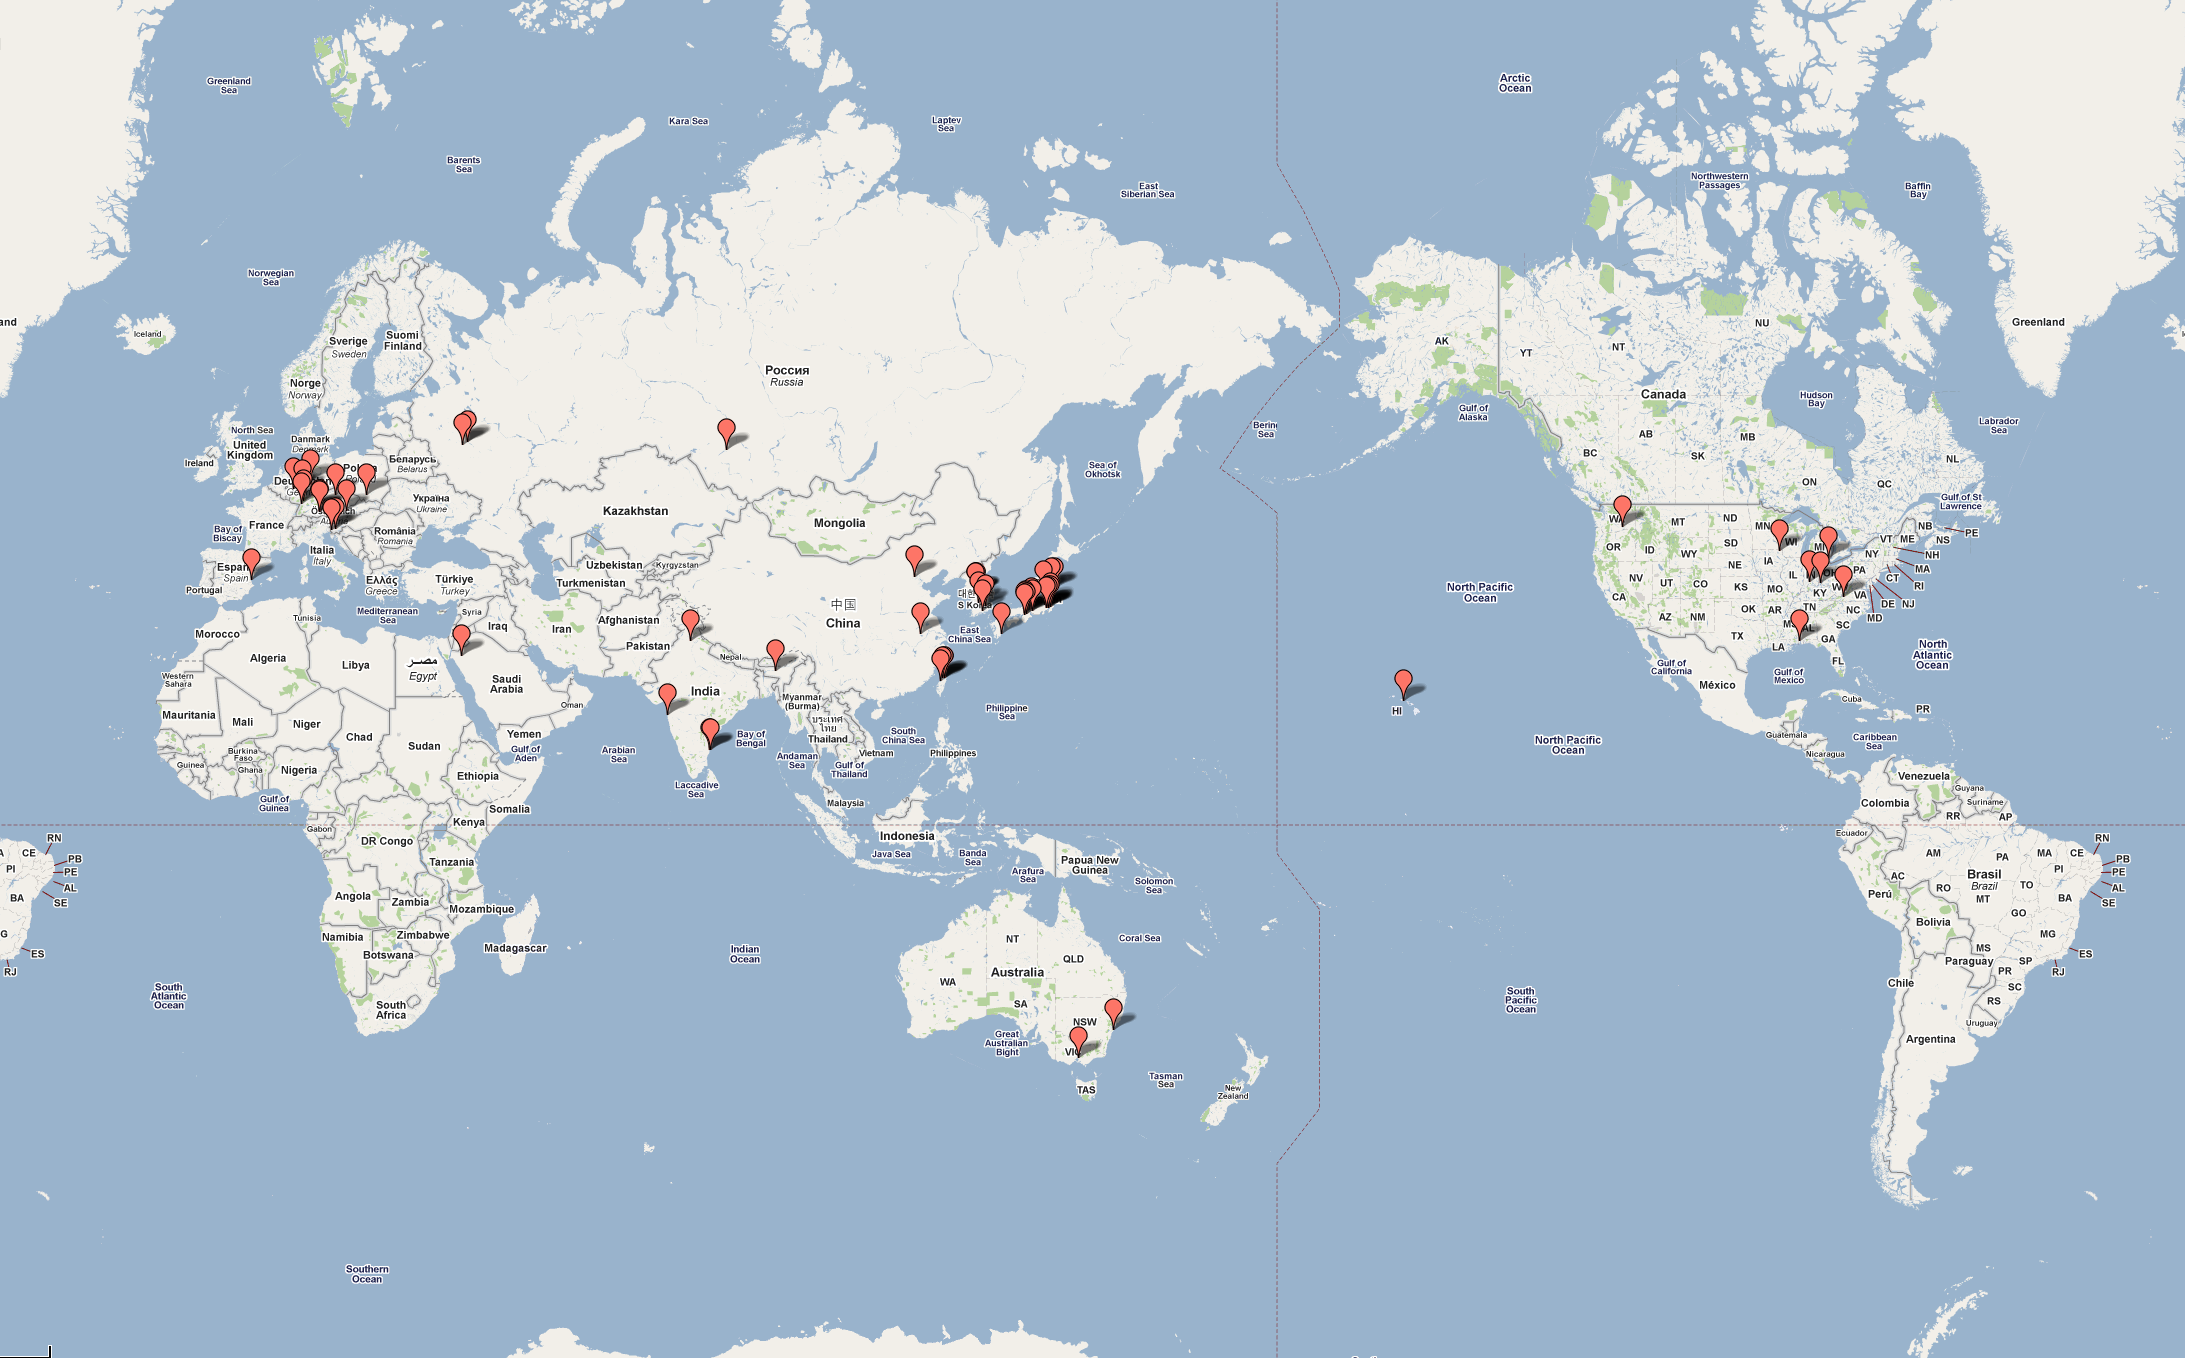 Greenland
Sea
Arctic
Ocean
Kara Sea
Laptev
Sea
Barents
Sea
East
Siberian Sea
Northwestern
Passages
Baffin
Bay
Norwegian
Sea
and
Iceland
Sverige
Sweden
Suomi
Finland
Norge
Norway
Россия
Russia
AK
YT
NT
NU
Greenland
Canada
Hudson
Bay
Labrador
Sea
Gulf of
Alaska
Bering
Sea
Sea of
Okhotsk
North Sea
United
Kingdom
Ireland
Danmark
Denmark
Беларусь
Belarus
Україна
Ukraine
AB
SK
MB
BC
ON
QC
NL
Gulf of St
Lawrence
NB
PE
NS
ME
VT
NH
MA
CT
RI
NY
PA
NJ
DE
MD
France
Bay of
Biscay
România
Romania
Italia
Italy
Spain
Portugal
Ελλάς
Greece
Türkiye
Turkey
Mediterranean
Sea
Kazakhstan
Mongolia
Uzbekistan
Kyrgyzstan
Turkmenistan
Syria
Iraq
Iran
Afghanistan
Pakistan
中国
China
S Korea
East
China Sea
MT
ND
MN
WI
OR
ID
WY
SD
IA
NE
NV
UT
CO
KS
MO
IL
KY
VA
CA
AZ
NM
OK
AR
TN
NC
SC
TX
LA
AL
GA
FL
North Pacific
Ocean
North
Atlantic
Ocean
Gulf of
California
Gulf of
Mexico
México
Cuba
PR
Caribbean
Sea
Guatemala
Nicaragua
HI
Tunisia
Morocco
Algeria
Libya
مصر
Egypt
Western
Sahara
Saudi
Arabia
Oman
Nepal
India
Myanmar
(Burma)
ประเทศ
ไทย
Thailand
Vietnam
Philippine
Sea
Philippines
South
China Sea
Mauritania
Mali
Niger
Chad
Sudan
Yemen
Gulf of
Aden
Arabian
Sea
Bay of
Bengal
Andaman
Sea
Gulf of
Thailand
Laccadive
Sea
Burkina
Faso
Guinea
Ghana
Nigeria
Ethiopia
Somalia
Gulf of
Guinea
Kenya
Gabon
DR Congo
Tanzania
Malaysia
Indonesia
Java Sea
Banda
Sea
Arafura
Sea
Papua New
Guinea
Solomon
Sea
North Pacific
Ocean
Venezuela
Guyana
Suriname
Colombia
Ecuador
RR
AP
AM
PA
MA
CE
RN
PB
PE
AL
SE
PI
TO
BA
AC
RO
MT
GO
Brasil
Brazil
Perú
Bolivia
MG
ES
MS
SP
RJ
Paraguay
PR
SC
RS
Chile
Uruguay
Argentina
RN
CE
PB
PI
PE
AL
BA
SE
G
ES
RJ
Angola
Zambia
Mozambique
Namibia
Zimbabwe
Botswana
Madagascar
South
Africa
South
Atlantic
Ocean
Indian
Ocean
NT
QLD
Coral Sea
Australia
WA
SA
NSW
Great
Australian
Bight
TAS
Tasman
Sea
New
Zealand
South
Pacific
Ocean
Southern
Ocean